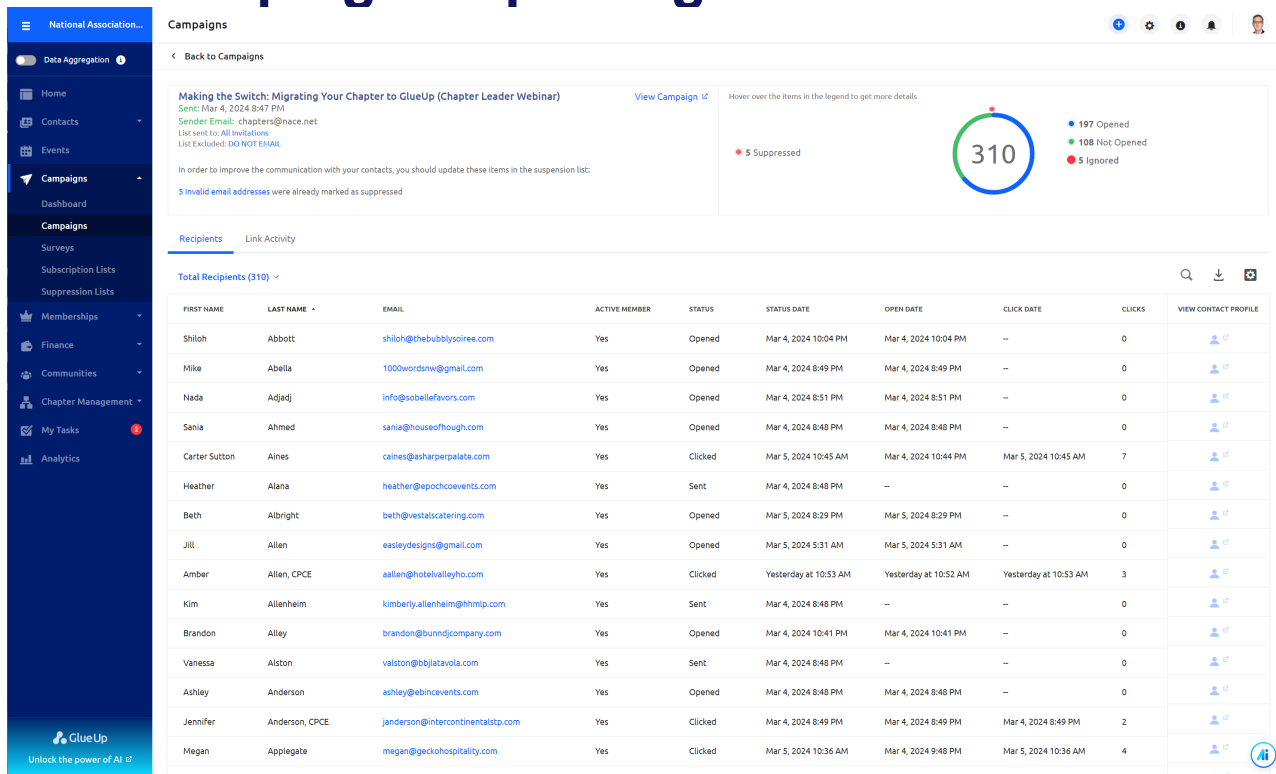 National Association...
Campaigns
Data Aggregation
< Back to Campaigns
Home
Contacts
Events
Campaigns
Dashboard
Campaigns
Surveys
Subscription Lists
Suppression Lists
Memberships
Finance
Communities
Chapter Management
My Tasks 2
Analytics
GlueUp
Unlock the power of AI
Making the Switch: Migrating Your Chapter to GlueUp (Chapter Leader Webinar) View Campaign
Sent: Mar 4, 2024 8:47 PM
Sender Email: chapters@nace.net
List sent to: All Invitations
List Excluded: DO NOT EMAIL
In order to improve the communication with your contacts, you should update these items in the suspension list:
5 Invalid email addresses were already marked as suppressed
Hover over the items in the legend to get more details
5 Suppressed
310
197 Opened
108 Not Opened
5 Ignored
Recipients Link Activity
Total Recipients (310)
FIRST NAME LAST NAME EMAIL ACTIVE MEMBER STATUS STATUS DATE OPEN DATE CLICK DATE CLICKS VIEW CONTACT PROFILE
Shiloh Abbott shiloh@thebubblysoiree.com Yes Opened Mar 4, 2024 10:04 PM Mar 4, 2024 10:04 PM -- 0
Mike Abella 1000wordsnw@gmail.com Yes Opened Mar 4, 2024 8:49 PM Mar 4, 2024 8:49 PM -- 0
Nada Adjadj info@sobellefavors.com Yes Opened Mar 4, 2024 8:51 PM Mar 4, 2024 8:51 PM -- 0
Sania Ahmed sania@houseofhough.com Yes Opened Mar 4, 2024 8:48 PM Mar 4, 2024 8:48 PM -- 0
Carter Sutton Aines caines@asharperpalate.com Yes Clicked Mar 5, 2024 10:45 AM Mar 4, 2024 10:44 PM Mar 5, 2024 10:45 AM 7
Heather Alana heather@epochcoevents.com Yes Sent Mar 4, 2024 8:48 PM -- -- 0
Beth Albright beth@vestalscatering.com Yes Opened Mar 5, 2024 8:29 PM Mar 5, 2024 8:29 PM -- 0
Jill Allen easleydesigns@gmail.com Yes Opened Mar 5, 2024 5:31 AM Mar 5, 2024 5:31 AM -- 0
Amber Allen, CPCE aallen@hotelvalleyho.com Yes Clicked Yesterday at 10:53 AM Yesterday at 10:52 AM Yesterday at 10:53 AM 3
Kim Allenheim kimberly.allenheim@hhmlp.com Yes Sent Mar 4, 2024 8:48 PM -- -- 0
Brandon Alley brandon@bunndjcompany.com Yes Opened Mar 4, 2024 10:41 PM Mar 4, 2024 10:41 PM -- 0
Vanessa Alston valston@bbjlatavola.com Yes Sent Mar 4, 2024 8:48 PM -- -- 0
Ashley Anderson ashley@ebincevents.com Yes Opened Mar 4, 2024 8:48 PM Mar 4, 2024 8:48 PM -- 0
Jennifer Anderson, CPCE janderson@intercontinentalstp.com Yes Clicked Mar 4, 2024 8:49 PM Mar 4, 2024 8:49 PM Mar 4, 2024 8:49 PM 2
Megan Applegate megan@geckohospitality.com Yes Clicked Mar 5, 2024 10:36 AM Mar 4, 2024 9:48 PM Mar 5, 2024 10:36 AM 4
Ai